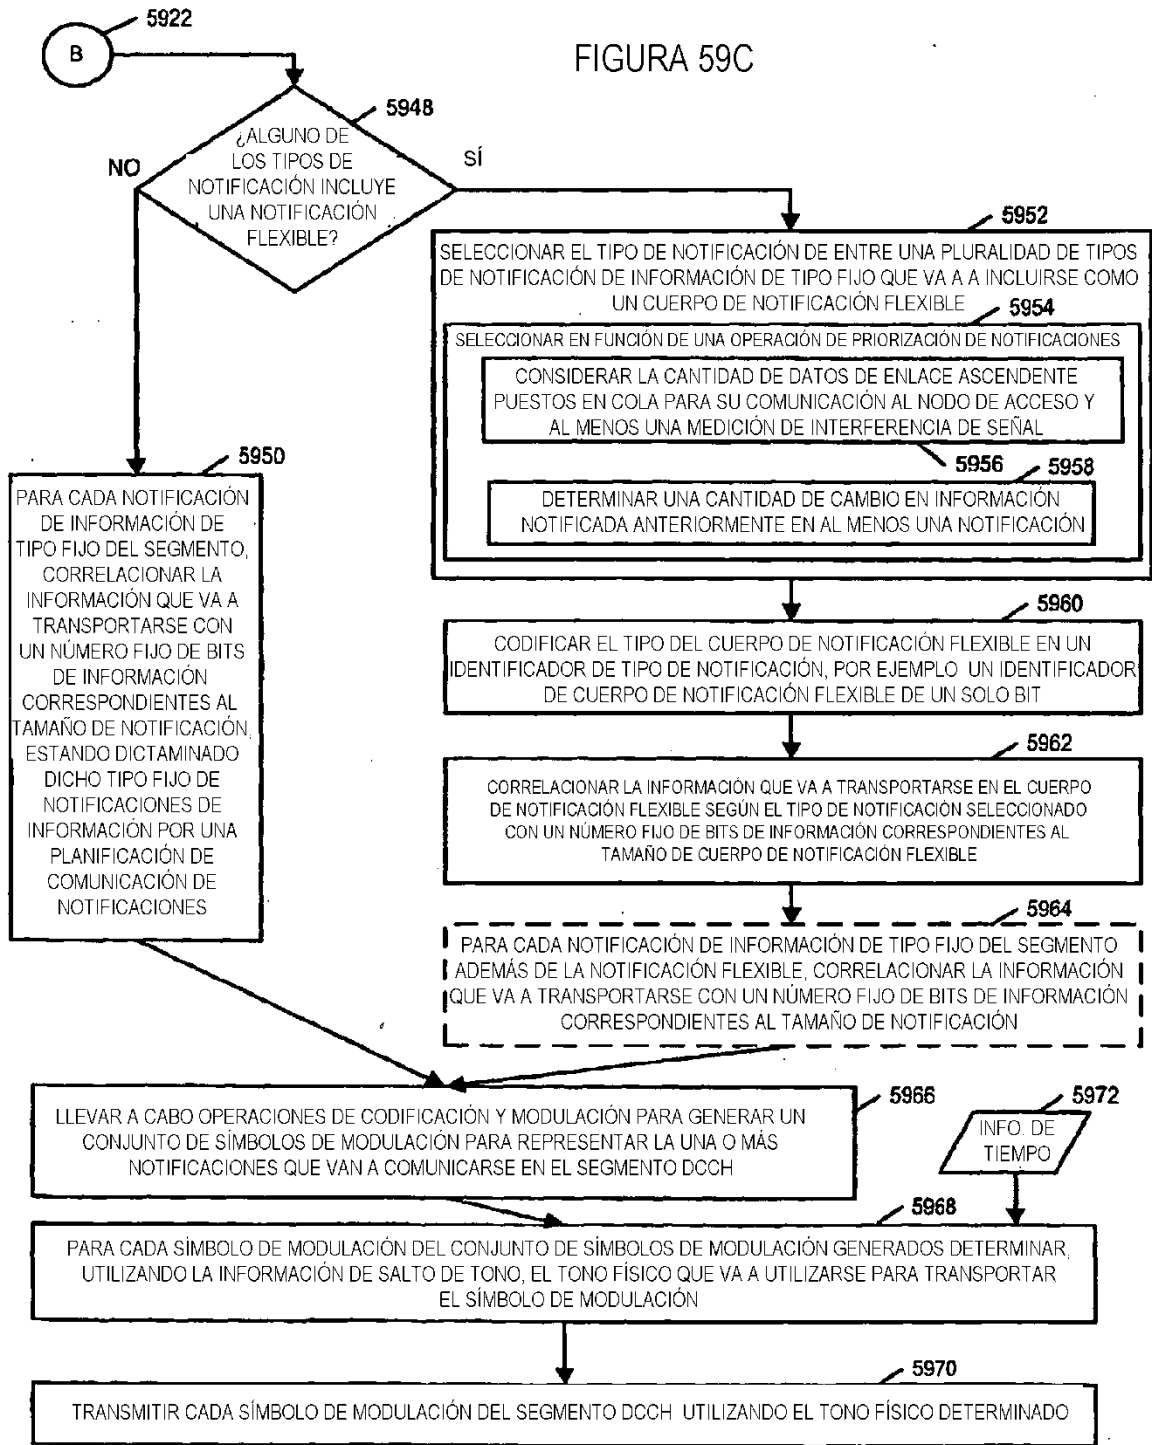 5922
B
FIGURA 59C
5948
¿ALGUNO DE
LOS TIPOS DE
NOTIFICACIÓN INCLUYE
UNA NOTIFICACIÓN
FLEXIBLE?
NO
SÍ
5952
SELECCIONAR EL TIPO DE NOTIFICACIÓN DE ENTRE UNA PLURALIDAD DE TIPOS
DE NOTIFICACIÓN DE INFORMACIÓN DE TIPO FIJO QUE VA A A INCLUIRSE COMO
UN CUERPO DE NOTIFICACIÓN FLEXIBLE
5954
SELECCIONAR EN FUNCIÓN DE UNA OPERACIÓN DE PRIORIZACIÓN DE NOTIFICACIONES
CONSIDERAR LA CANTIDAD DE DATOS DE ENLACE ASCENDENTE
PUESTOS EN COLA PARA SU COMUNICACIÓN AL NODO DE ACCESO Y
AL MENOS UNA MEDICIÓN DE INTERFERENCIA DE SEÑAL
5956
5958
DETERMINAR UNA CANTIDAD DE CAMBIO EN INFORMACIÓN
NOTIFICADA ANTERIORMENTE EN AL MENOS UNA NOTIFICACIÓN
5950
PARA CADA NOTIFICACIÓN
DE INFORMACIÓN DE
TIPO FIJO DEL SEGMENTO,
CORRELACIONAR LA
INFORMACIÓN QUE VA A
TRANSPORTARSE CON
UN NÚMERO FIJO DE BITS
DE INFORMACIÓN
CORRESPONDIENTES AL
TAMAÑO DE NOTIFICACIÓN,
ESTANDO DICTAMINADO
DICHO TIPO FIJO DE
NOTIFICACIONES DE
INFORMACIÓN POR UNA
PLANIFICACIÓN DE
COMUNICACIÓN DE
NOTIFICACIONES
5960
CODIFICAR EL TIPO DEL CUERPO DE NOTIFICACIÓN FLEXIBLE EN UN
IDENTIFICADOR DE TIPO DE NOTIFICACIÓN, POR EJEMPLO UN IDENTIFICADOR
DE CUERPO DE NOTIFICACIÓN FLEXIBLE DE UN SOLO BIT
5962
CORRELACIONAR LA INFORMACIÓN QUE VA A TRANSPORTARSE EN EL CUERPO
DE NOTIFICACIÓN FLEXIBLE SEGÚN EL TIPO DE NOTIFICACIÓN SELECCIONADO
CON UN NÚMERO FIJO DE BITS DE INFORMACIÓN CORRESPONDIENTES AL
TAMAÑO DE CUERPO DE NOTIFICACIÓN FLEXIBLE
5964
PARA CADA NOTIFICACIÓN DE INFORMACIÓN DE TIPO FIJO DEL SEGMENTO
ADEMÁS DE LA NOTIFICACIÓN FLEXIBLE, CORRELACIONAR LA INFORMACIÓN
QUE VA A TRANSPORTARSE CON UN NÚMERO FIJO DE BITS DE INFORMACIÓN
CORRESPONDIENTES AL TAMAÑO DE NOTIFICACIÓN
5966
LLEVAR A CABO OPERACIONES DE CODIFICACIÓN Y MODULACIÓN PARA GENERAR UN
CONJUNTO DE SÍMBOLOS DE MODULACIÓN PARA REPRESENTAR LA UNA O MÁS
NOTIFICACIONES QUE VAN A COMUNICARSE EN EL SEGMENTO DCCH
5972
INFO. DE
TIEMPO
5968
PARA CADA SÍMBOLO DE MODULACIÓN DEL CONJUNTO DE SÍMBOLOS DE MODULACIÓN GENERADOS DETERMINAR,
UTILIZANDO LA INFORMACIÓN DE SALTO DE TONO, EL TONO FÍSICO QUE VA A UTILIZARSE PARA TRANSPORTAR
EL SÍMBOLO DE MODULACIÓN
5970
TRANSMITIR CADA SÍMBOLO DE MODULACIÓN DEL SEGMENTO DCCH UTILIZANDO EL TONO FÍSICO DETERMINADO